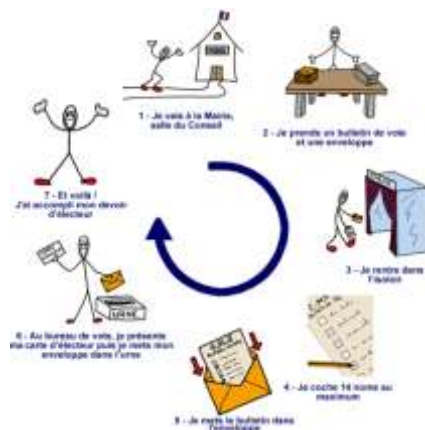 1 - Je vais à la Mairie,
salle du Conseil
2 - Je prends un bulletin de vote
et une enveloppe
3 - Je rentre dans
l'isoloir
4 - Je coche 14 noms au
maximum
5 - Je mets le bulletin dans
l'enveloppe
URNE
6 - Au bureau de vote, je présente
ma carte d'électeur puis je mets mon
enveloppe dans l'urne
7 - Et voilà !
J'ai accompli mon devoir
d'électeur